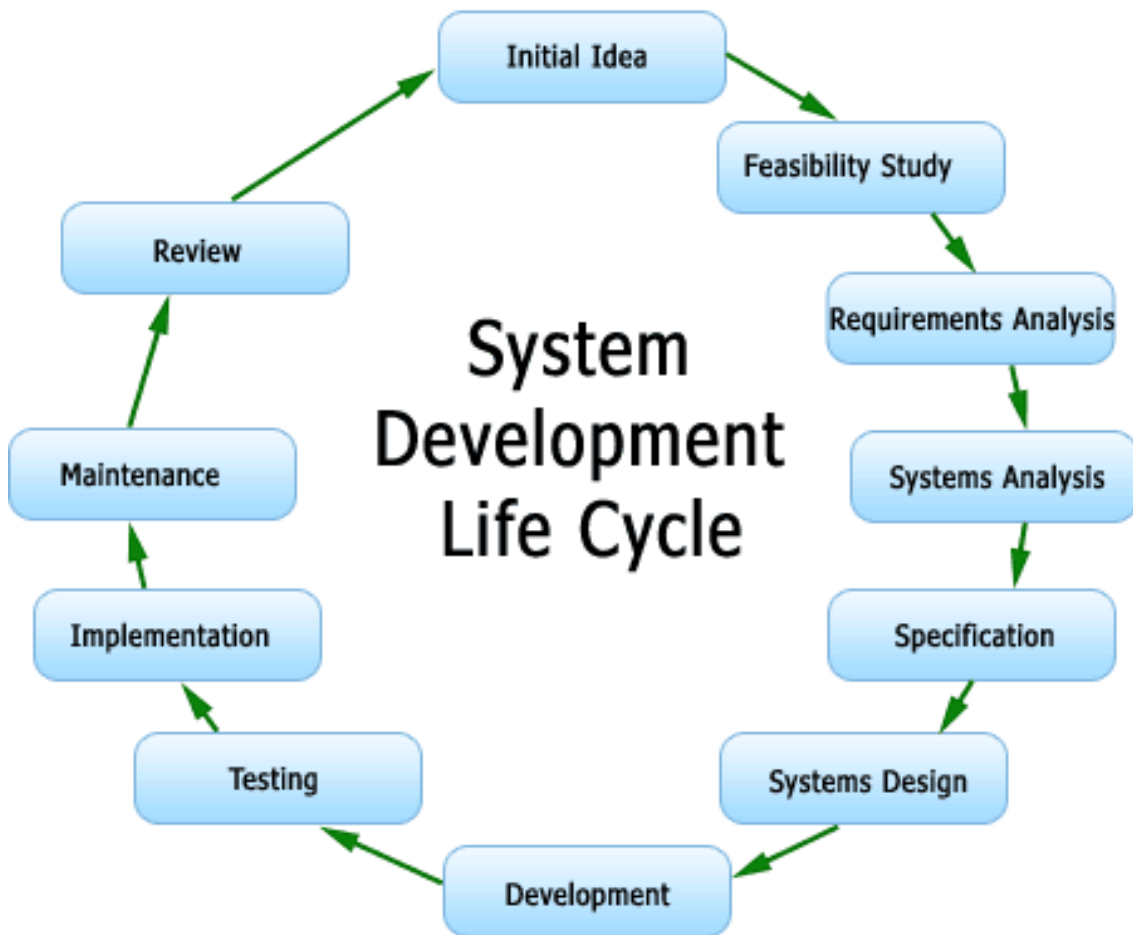 Initial Idea
Feasibility Study
Requirements Analysis
Systems Analysis
Specification
Systems Design
Development
Testing
Implementation
Maintenance
Review
System
Development
Life Cycle